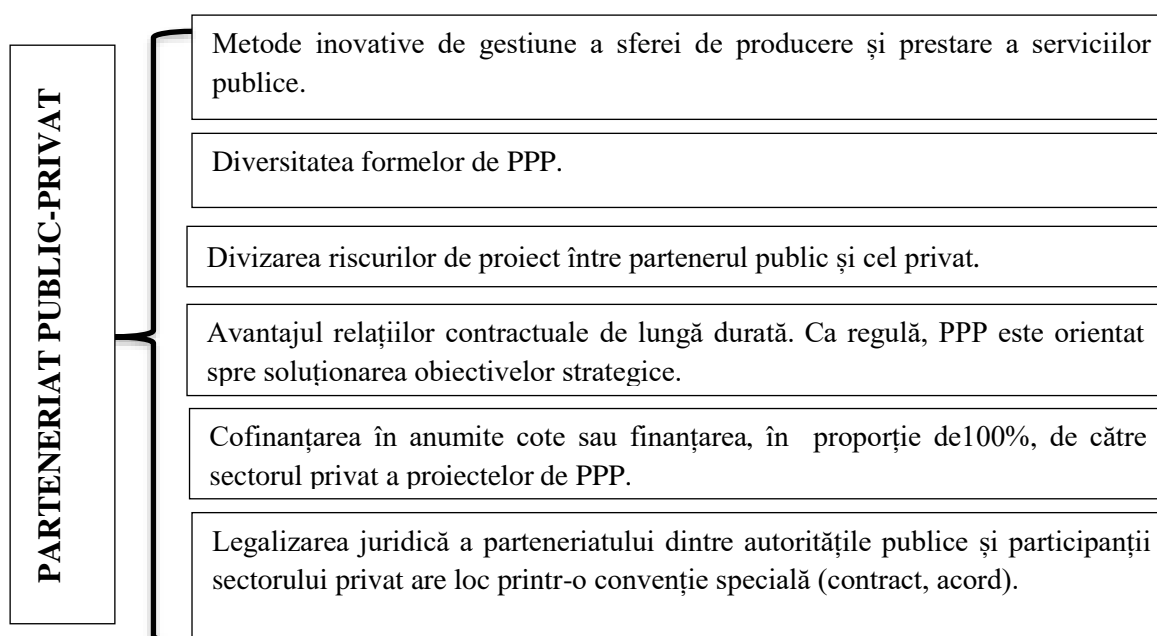 PARTENERIAT PUBLIC-PRIVAT
Metode inovative de gestiune a sferei de producere și prestare a serviciilor
publice.
Diversitatea formelor de PPP.
Divizarea riscurilor de proiect între partenerul public și cel privat.
Avantajul relațiilor contractuale de lungă durată. Ca regulă, PPP este orientat
spre soluționarea obiectivelor strategice.
Cofinanțarea în anumite cote sau finanțarea, în proporție de100%, de către
sectorul privat a proiectelor de PPP.
Legalizarea juridică a parteneriatului dintre autoritățile publice și participanții
sectorului privat are loc printr-o convenție specială (contract, acord).